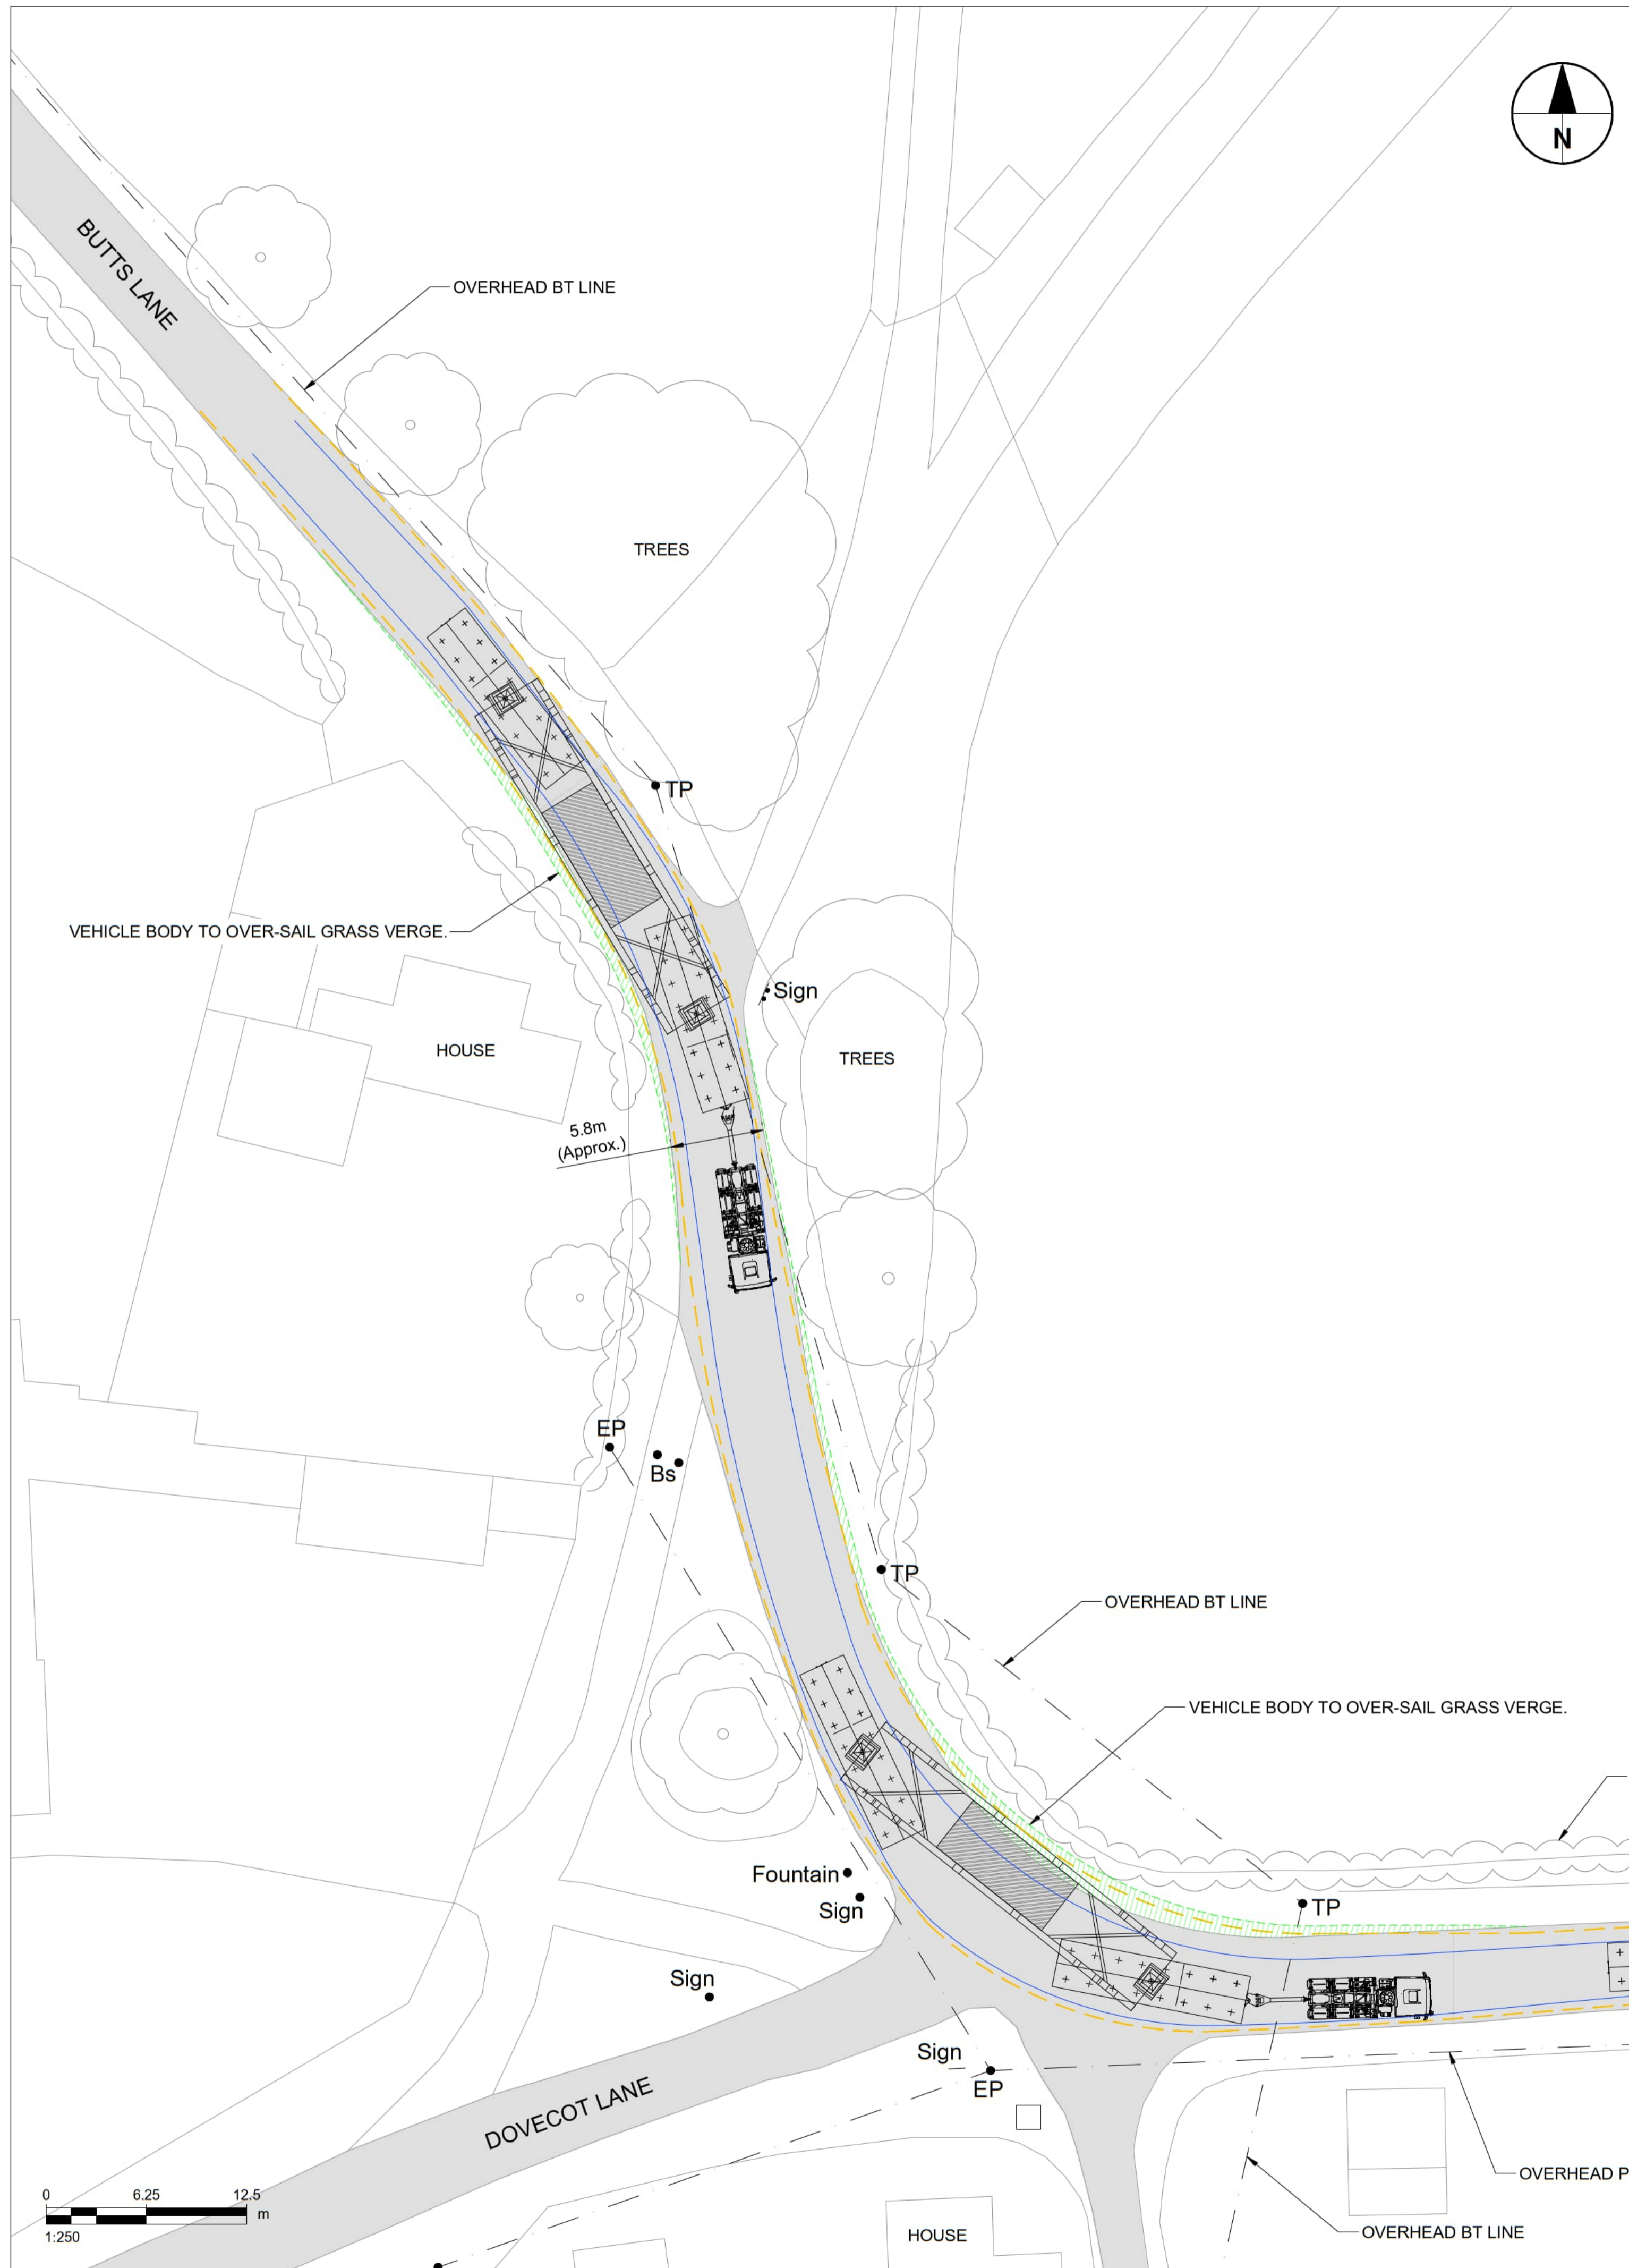 N
BUTTS LANE
OVERHEAD BT LINE
TREES
TP
VEHICLE BODY TO OVER-SAIL GRASS VERGE.
Sign
HOUSE
TREES
5.8m
(Approx.)
EP
Bs
TP
OVERHEAD BT LINE
VEHICLE BODY TO OVER-SAIL GRASS VERGE.
Fountain
Sign
TP
Sign
Sign
EP
DOVECOT LANE
OVERHEAD P
0 6.25 12.5
m
1:250
HOUSE
OVERHEAD BT LINE